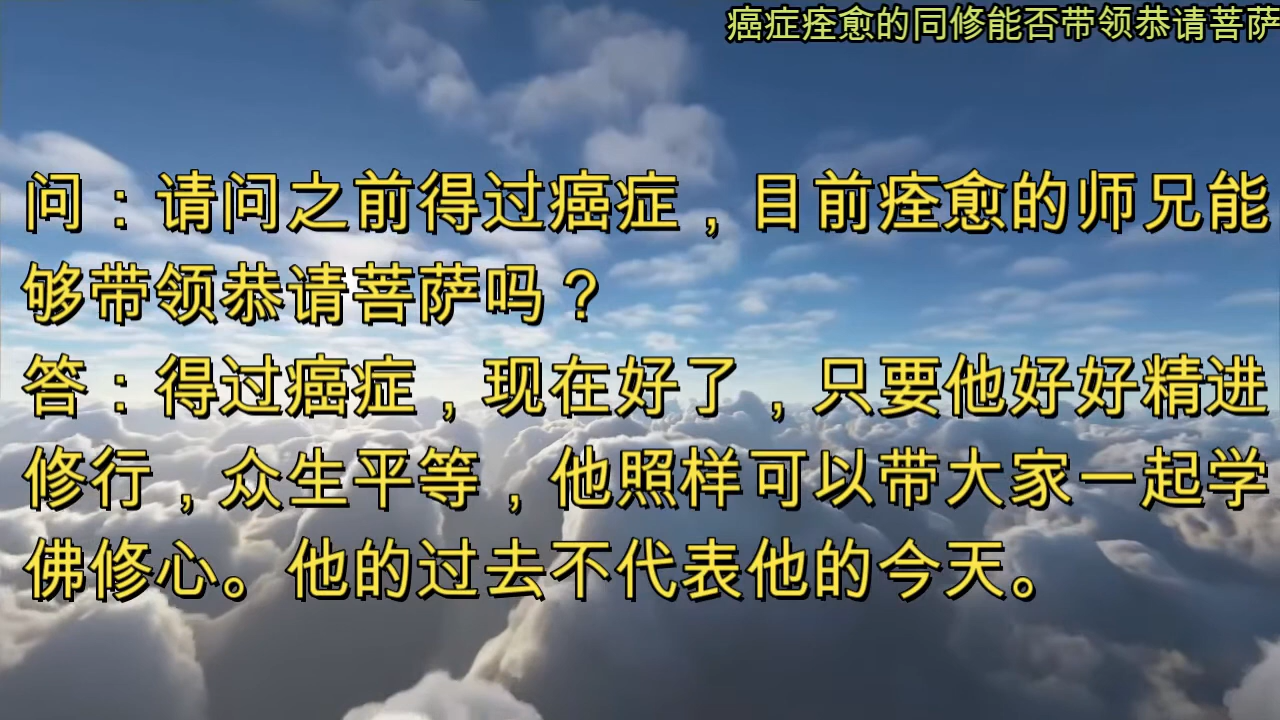 癌症痊愈的同修能否带领恭请菩萨
问：请问之前得过癌症，目前痊愈的师兄能
够带领恭请菩萨吗？
答：得过癌症，现在好了，只要他好好精进
修行，众生平等，他照样可以带大家一起学
佛修心。他的过去不代表他的今天。